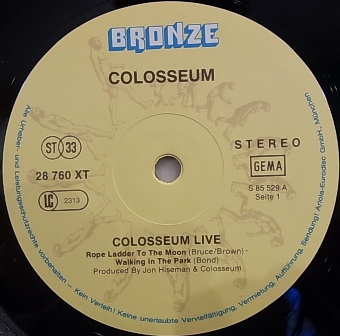 BRONZE
COLOSSEUM
ST 33
STEREO
28 760 XT
GEMA
LC 2313
S 85 529 A
Seite 1
COLOSSEUM LIVE
Rope Ladder To The Moon (Bruce/Brown) -
Walking In The Park (Bond)
Produced By Jon Hiseman & Colosseum
Alle Urheber- und Leistungsschutzrechte vorbehalten - Kein Verleih! Keine unerlaubte Vervielfältigung, Vermietung, Aufführung, Sendung! Ariola-Eurodisc GmbH., München